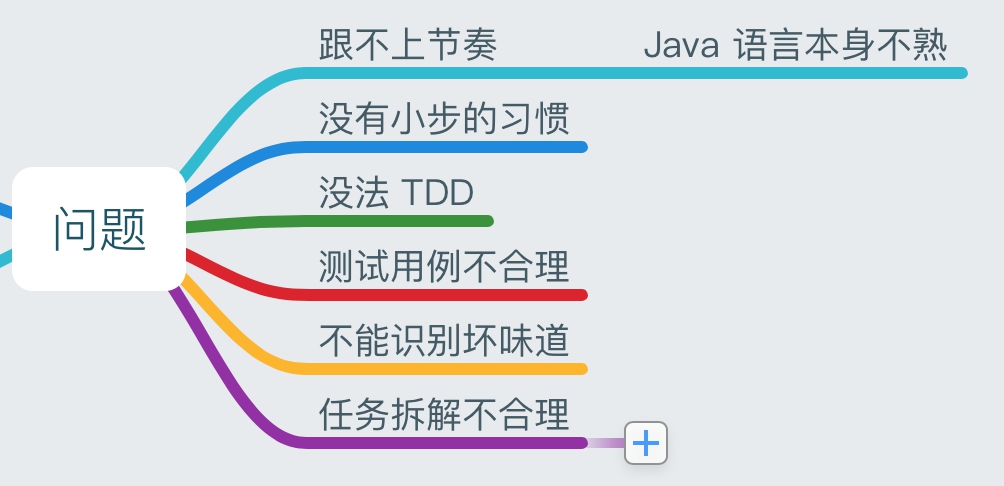 跟不上节奏
Java 语言本身不熟
没有小步的习惯
没法 TDD
问题
测试用例不合理
不能识别坏味道
任务拆解不合理